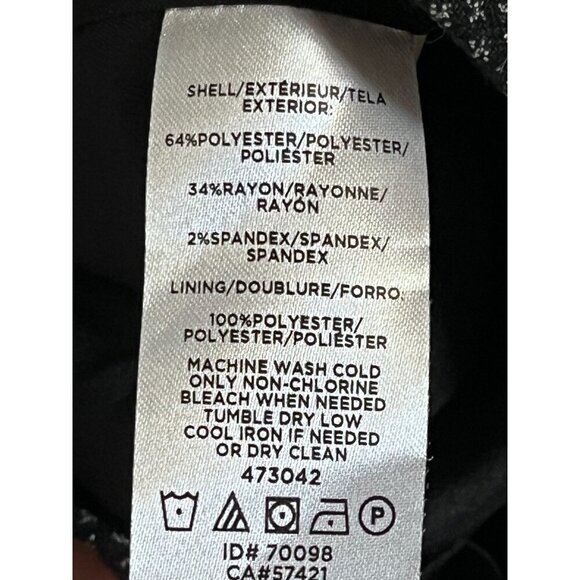 SHELL/EXTÉRIEUR/TELA
EXTERIOR:
64%POLYESTER/POLYESTER/
POLIÉSTER
34%RAYON/RAYONNE/
RAYÓN
2%SPANDEX/SPANDEX/
SPANDEX
LINING/DOUBLURE/FORRO:
100%POLYESTER/
POLYESTER/POLIÉSTER
MACHINE WASH COLD
ONLY NON-CHLORINE
BLEACH WHEN NEEDED
TUMBLE DRY LOW
COOL IRON IF NEEDED
OR DRY CLEAN
473042
P
ID# 70098
CA#57421